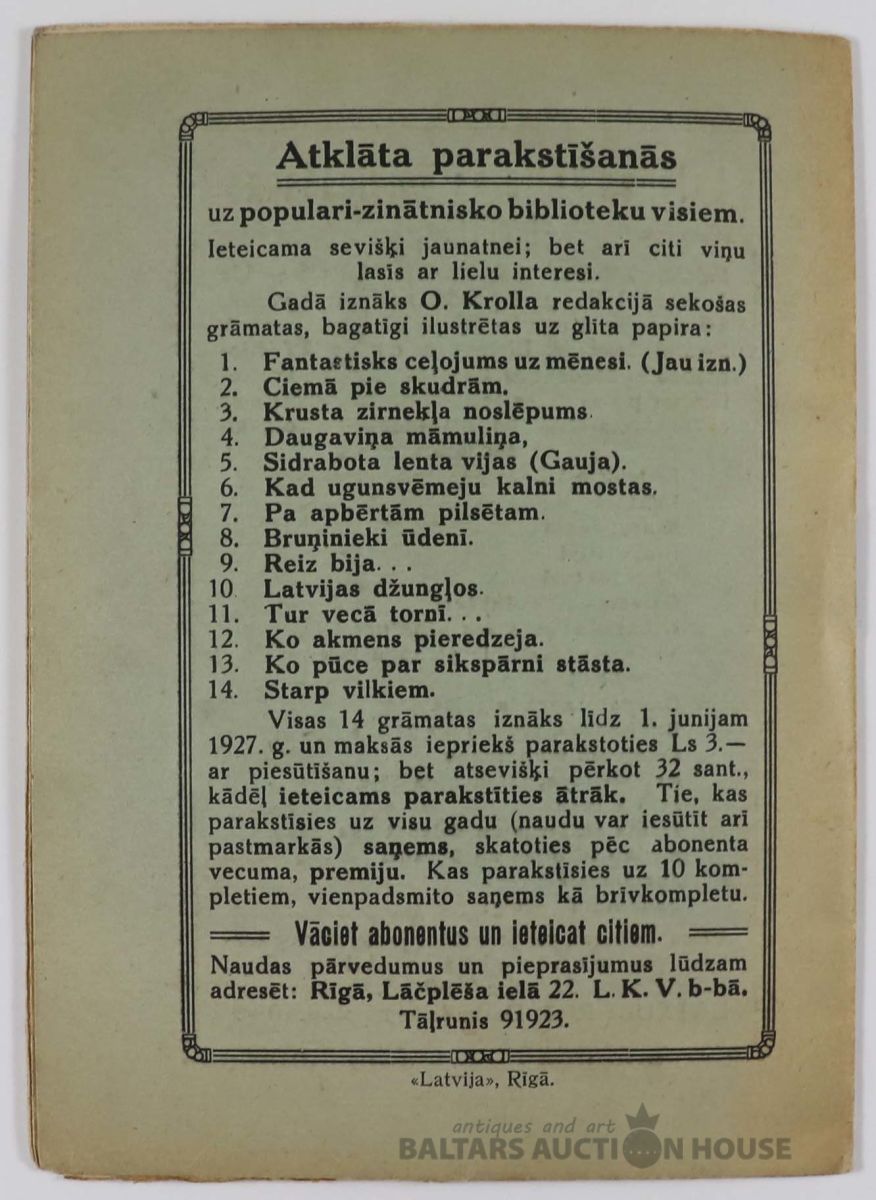 Atklāta parakstīšanās
uz populari-zinātnisko biblioteku visiem.
Ieteicama sevišķi jaunatnei; bet arī citi viņu
lasīs ar lielu interesi.
Gadā iznāks O. Krolla redakcijā sekošas
grāmatas, bagatīgi ilustrētas uz glīta papira:
1. Fantastisks ceļojums uz mēnesi. (Jau izn.)
2. Ciemā pie skudrām.
3. Krusta zirnekļa noslēpums.
4. Daugaviņa māmuliņa,
5. Sidrabota lenta vijas (Gauja).
6. Kad ugunsvēmeju kalni mostas.
7. Pa apbērtām pilsētam.
8. Bruņinieki ūdenī.
9. Reiz bija. . .
10. Latvijas džungļos.
11. Tur vecā tornī. . .
12. Ko akmens pieredzeja.
13. Ko pūce par sikspārni stāsta.
14. Starp vilkiem.
Visas 14 grāmatas iznāks līdz 1. junijam
1927. g. un maksās iepriekš parakstoties Ls 3.—
ar piesūtīšanu; bet atsevišķi pērkot 32 sant.,
kādēļ ieteicams parakstīties ātrāk. Tie, kas
parakstīsies uz visu gadu (naudu var iesūtīt arī
pastmarkās) saņems, skatoties pēc abonenta
vecuma, premiju. Kas parakstīsies uz 10 kom-
pletiem, vienpadsmito saņems kā brīvkompletu.
Vāciet abonentus un ieteicat citiem.
Naudas pārvedumus un pieprasījumus lūdzam
adresēt: Rīgā, Lāčplēša ielā 22. L. K. V. b-bā.
Tāļrunis 91923.
«Latvija», Rīgā.
antiques and art
BALTARS AUCTION HOUSE